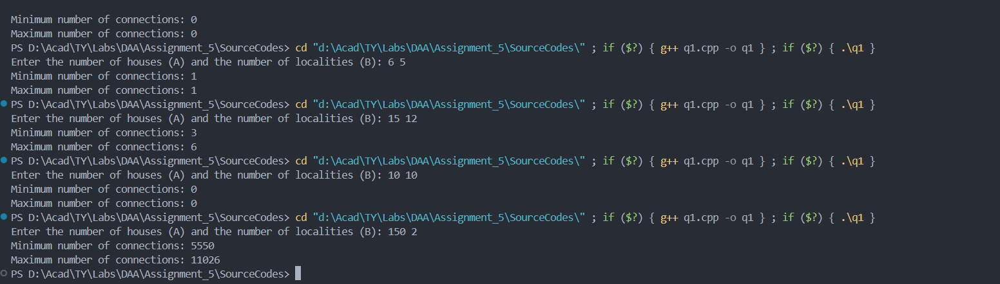 Minimum number of connections: 0
Maximum number of connections: 0
PS D:\Acad\TY\Labs\DAA\Assignment_5\SourceCodes> cd "d:\Acad\TY\Labs\DAA\Assignment_5\SourceCodes\" ; if ($?) { g++ q1.cpp -o q1 } ; if ($?) { .\q1 }
Enter the number of houses (A) and the number of localities (B): 6 5
Minimum number of connections: 1
Maximum number of connections: 1
PS D:\Acad\TY\Labs\DAA\Assignment_5\SourceCodes> cd "d:\Acad\TY\Labs\DAA\Assignment_5\SourceCodes\" ; if ($?) { g++ q1.cpp -o q1 } ; if ($?) { .\q1 }
Enter the number of houses (A) and the number of localities (B): 15 12
Minimum number of connections: 3
Maximum number of connections: 6
PS D:\Acad\TY\Labs\DAA\Assignment_5\SourceCodes> cd "d:\Acad\TY\Labs\DAA\Assignment_5\SourceCodes\" ; if ($?) { g++ q1.cpp -o q1 } ; if ($?) { .\q1 }
Enter the number of houses (A) and the number of localities (B): 10 10
Minimum number of connections: 0
Maximum number of connections: 0
PS D:\Acad\TY\Labs\DAA\Assignment_5\SourceCodes> cd "d:\Acad\TY\Labs\DAA\Assignment_5\SourceCodes\" ; if ($?) { g++ q1.cpp -o q1 } ; if ($?) { .\q1 }
Enter the number of houses (A) and the number of localities (B): 150 2
Minimum number of connections: 5550
Maximum number of connections: 11026
PS D:\Acad\TY\Labs\DAA\Assignment_5\SourceCodes>